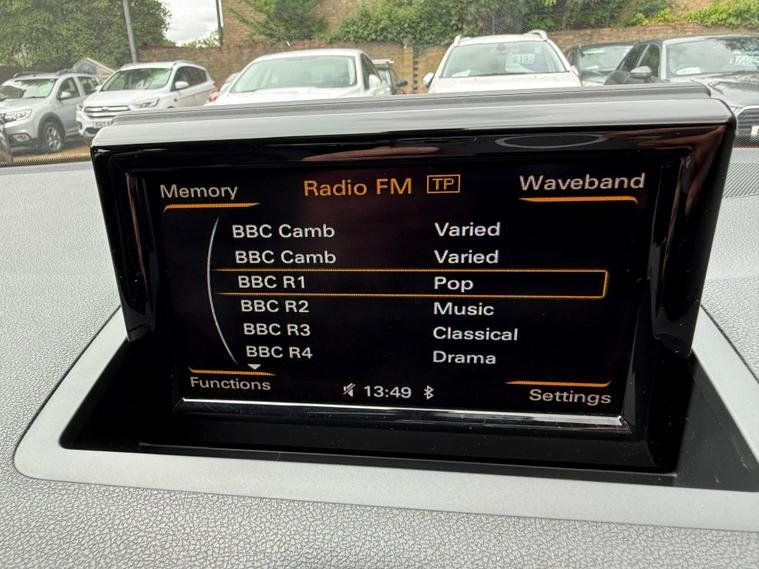 Memory Radio FM TP Waveband
BBC Camb Varied
BBC Camb Varied
BBC R1 Pop
BBC R2 Music
BBC R3 Classical
BBC R4 Drama
Functions 13:49 Settings